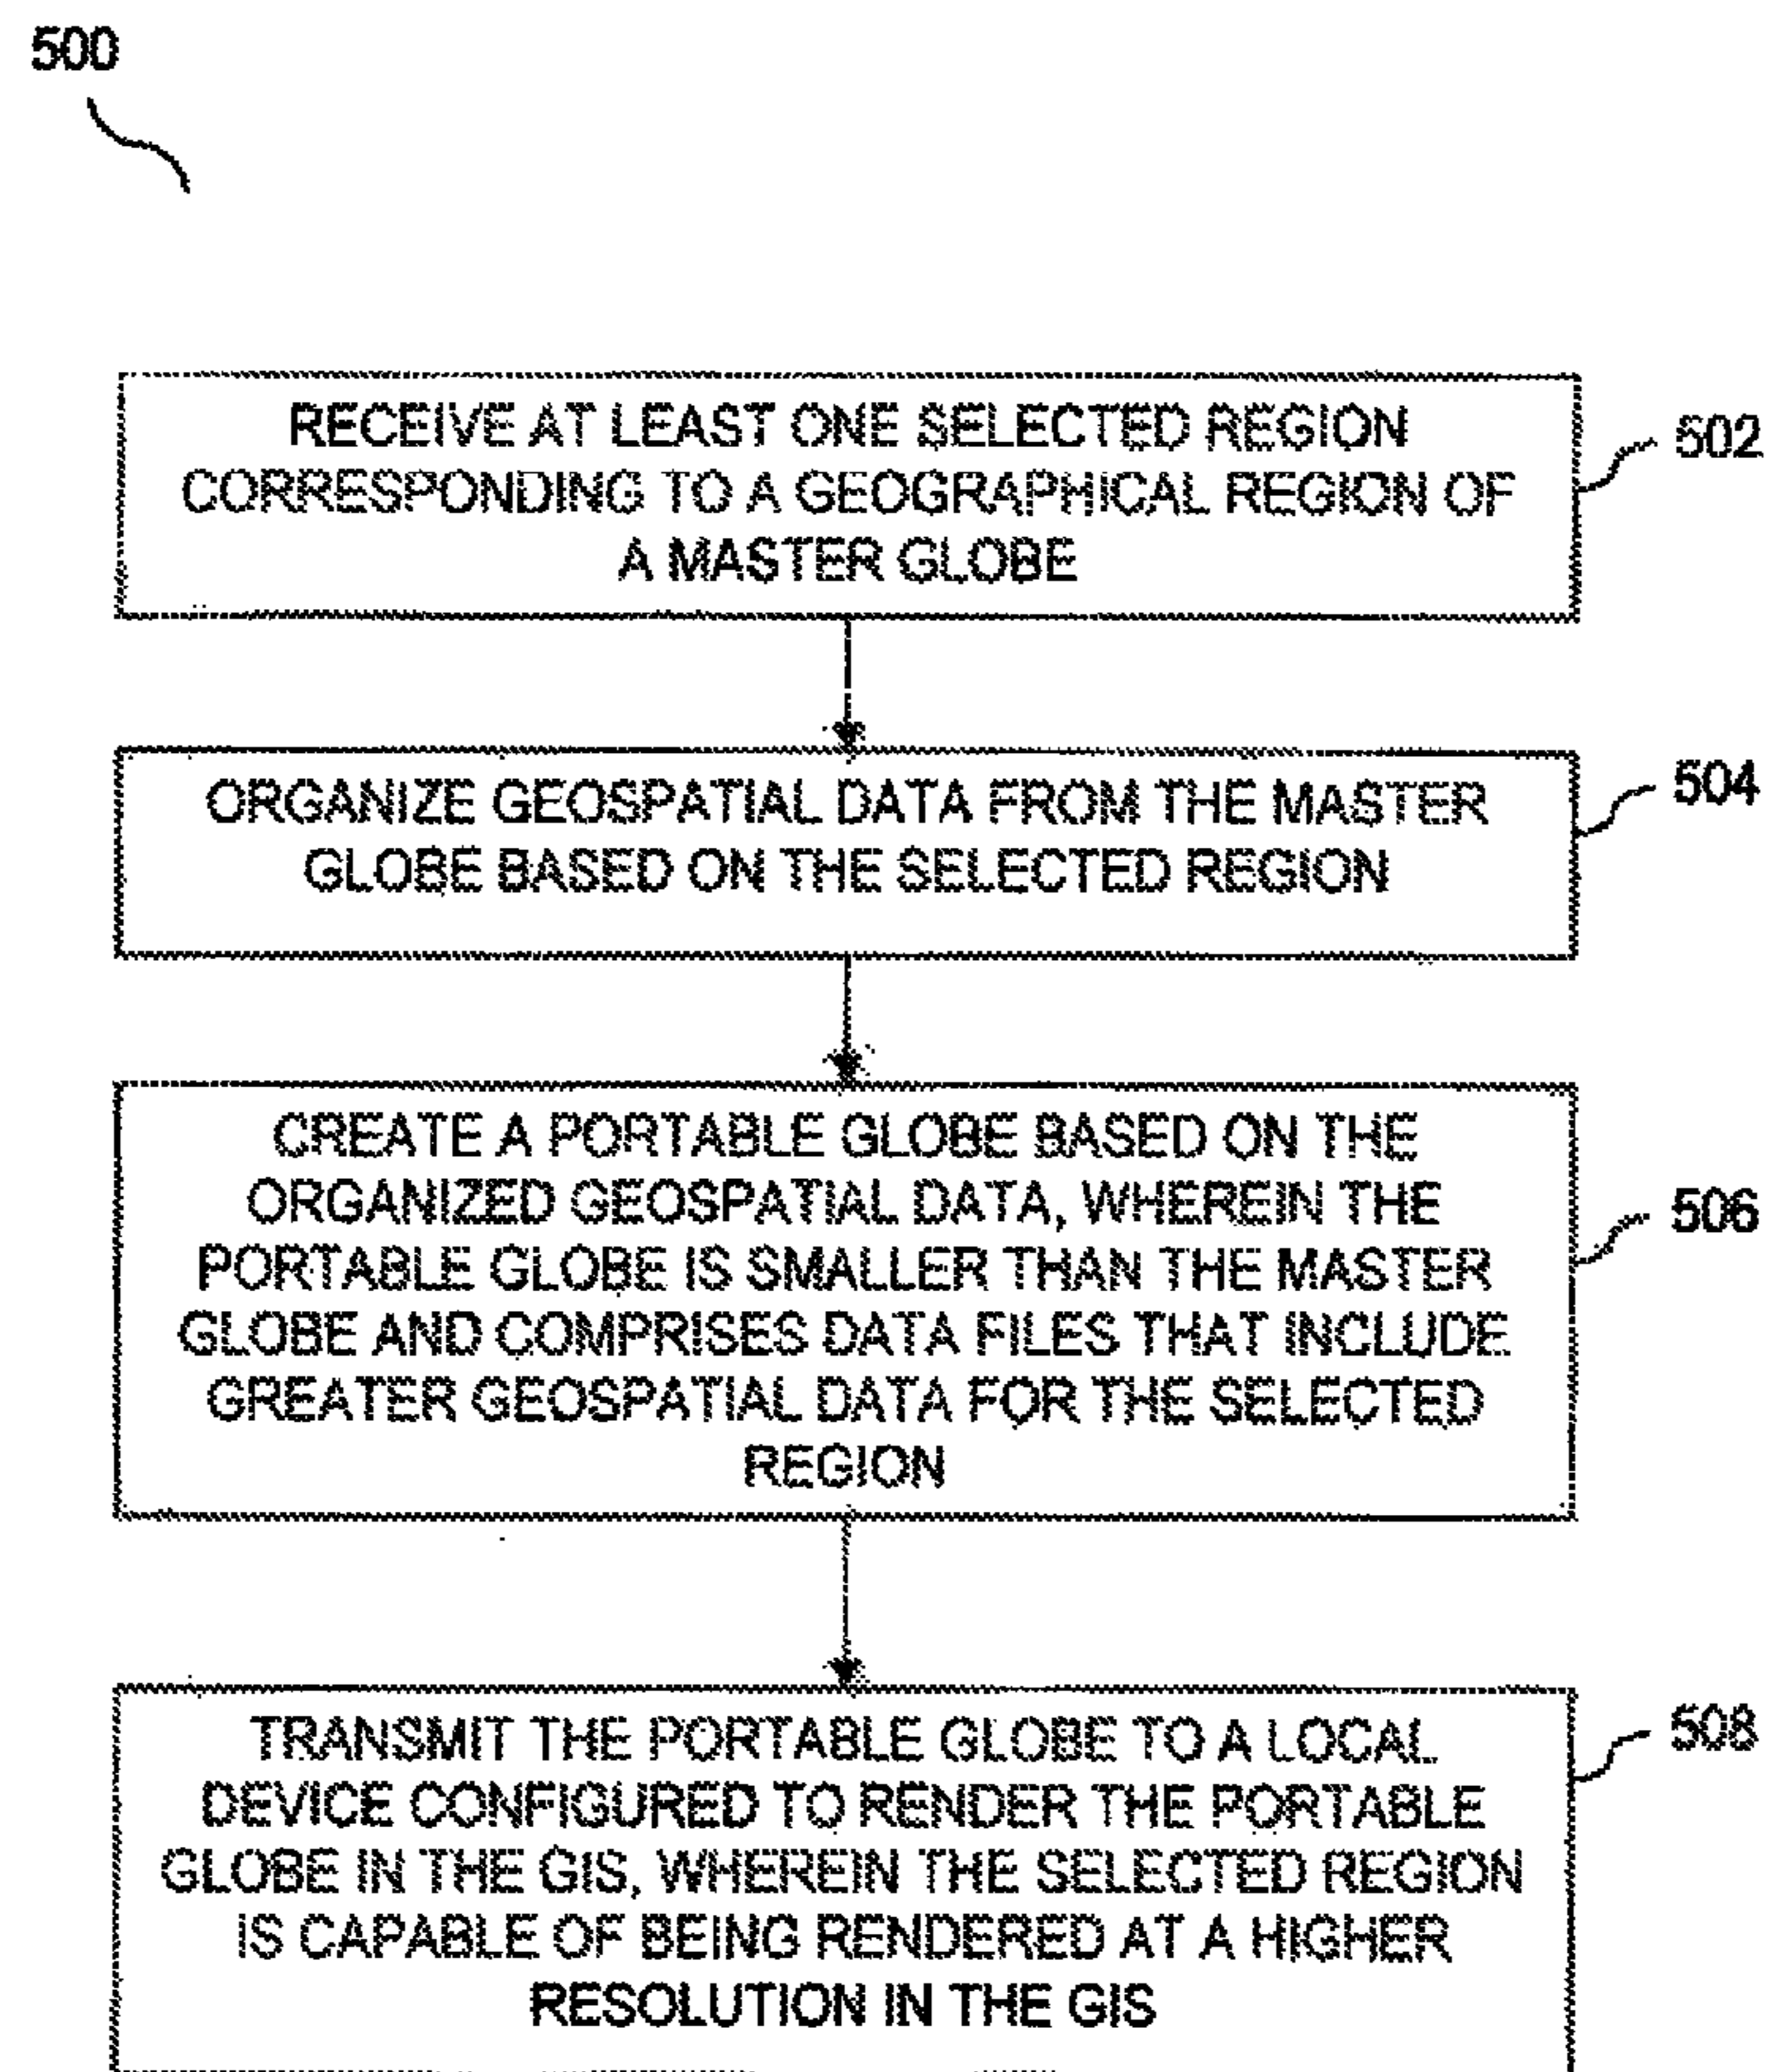 500
RECEIVE AT LEAST ONE SELECTED REGION
CORRESPONDING TO A GEOGRAPHICAL REGION OF
A MASTER GLOBE
502
ORGANIZE GEOSPATIAL DATA FROM THE MASTER
GLOBE BASED ON THE SELECTED REGION
504
CREATE A PORTABLE GLOBE BASED ON THE
ORGANIZED GEOSPATIAL DATA, WHEREIN THE
PORTABLE GLOBE IS SMALLER THAN THE MASTER
GLOBE AND COMPRISES DATA FILES THAT INCLUDE
GREATER GEOSPATIAL DATA FOR THE SELECTED
REGION
506
TRANSMIT THE PORTABLE GLOBE TO A LOCAL
DEVICE CONFIGURED TO RENDER THE PORTABLE
GLOBE IN THE GIS, WHEREIN THE SELECTED REGION
IS CAPABLE OF BEING RENDERED AT A HIGHER
RESOLUTION IN THE GIS
508